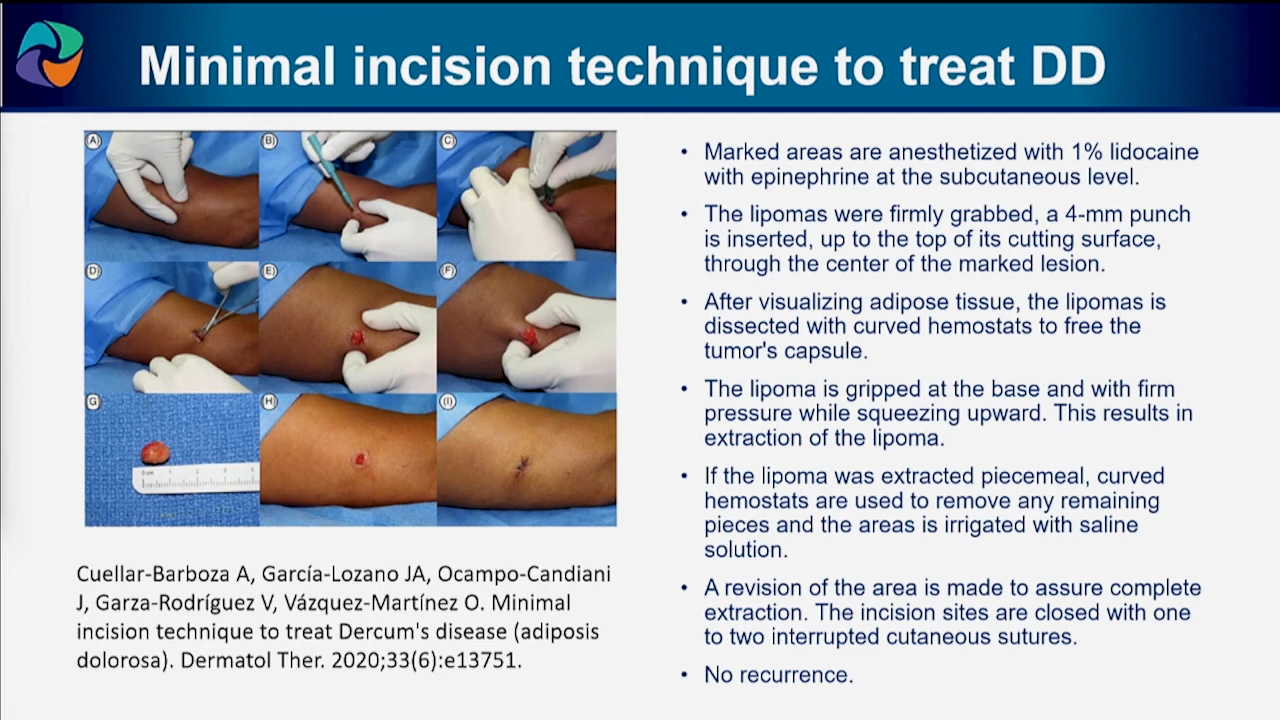 Minimal incision technique to treat DD
A)
B)
C)
D)
E)
F)
G)
H)
(I)
0 cm 1 2 3 4
Cuellar-Barboza A, García-Lozano JA, Ocampo-Candiani
J, Garza-Rodríguez V, Vázquez-Martínez O. Minimal
incision technique to treat Dercum's disease (adiposis
dolorosa). Dermatol Ther. 2020;33(6):e13751.
• Marked areas are anesthetized with 1% lidocaine
with epinephrine at the subcutaneous level.
• The lipomas were firmly grabbed, a 4-mm punch
is inserted, up to the top of its cutting surface,
through the center of the marked lesion.
• After visualizing adipose tissue, the lipomas is
dissected with curved hemostats to free the
tumor's capsule.
• The lipoma is gripped at the base and with firm
pressure while squeezing upward. This results in
extraction of the lipoma.
• If the lipoma was extracted piecemeal, curved
hemostats are used to remove any remaining
pieces and the areas is irrigated with saline
solution.
• A revision of the area is made to assure complete
extraction. The incision sites are closed with one
to two interrupted cutaneous sutures.
• No recurrence.